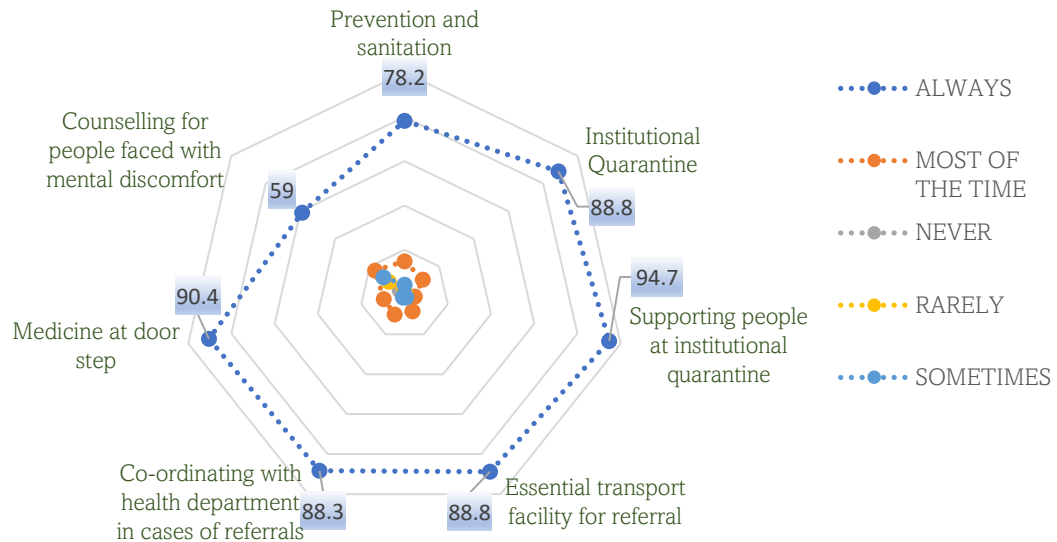 Prevention and
sanitation
78.2
Institutional
Quarantine
88.8
94.7
Supporting people
at institutional
quarantine
Essential transport
facility for referral
88.8
Co-ordinating with
health department
in cases of referrals
88.3
Medicine at door
step
90.4
Counselling for
people faced with
mental discomfort
59
ALWAYS
MOST OF
THE TIME
NEVER
RARELY
SOMETIMES